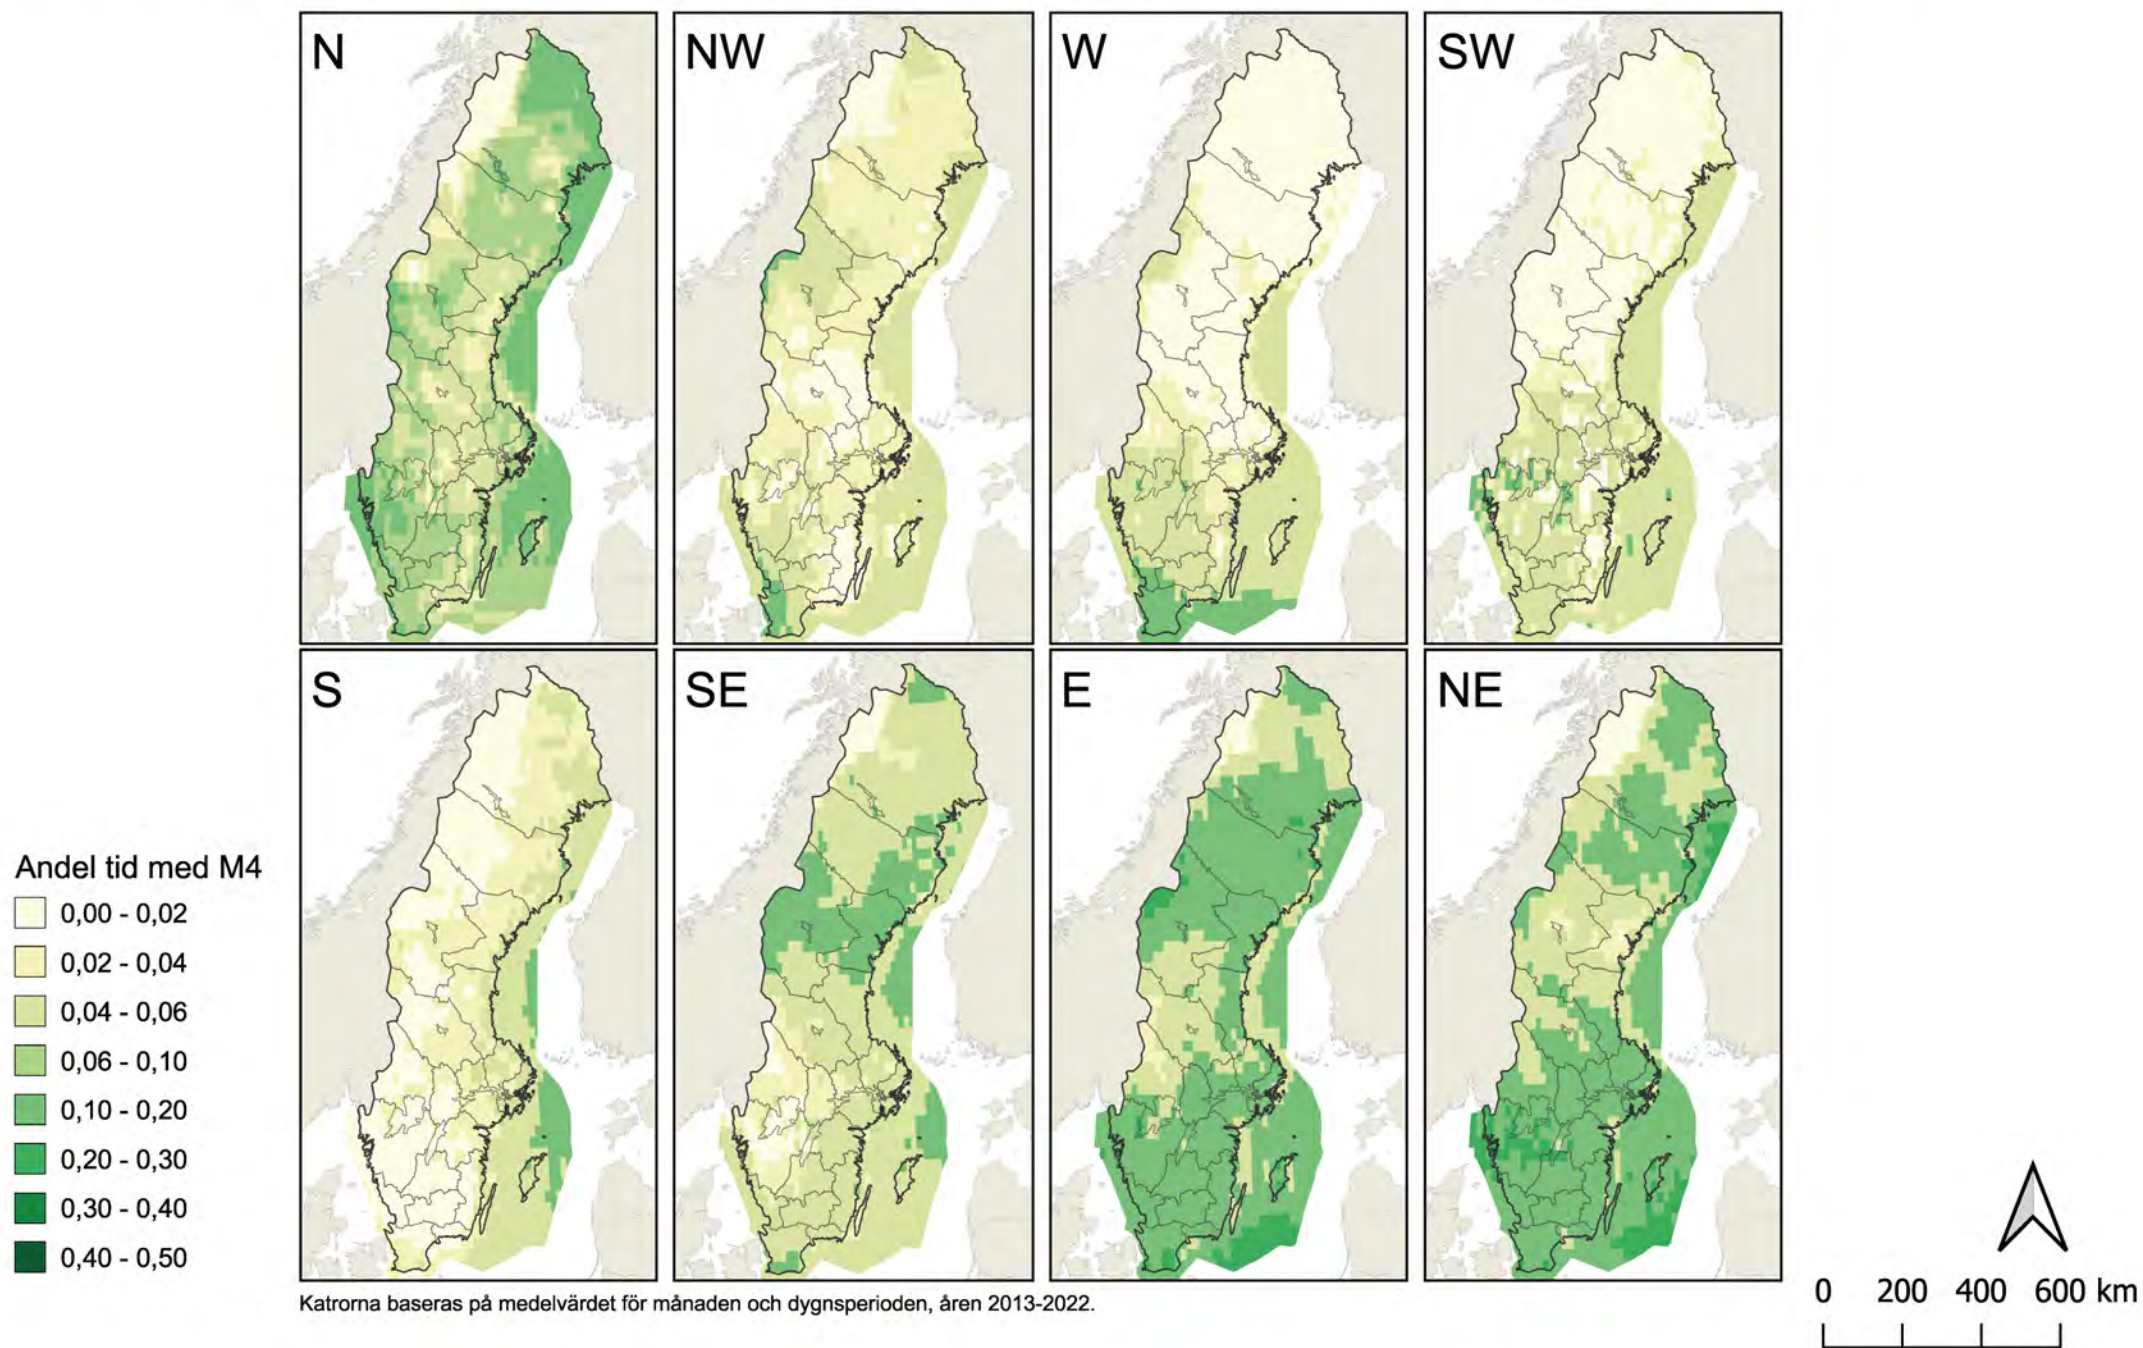 N
NW
W
SW
S
SE
E
NE
Andel tid med M4
0,00 - 0,02
0,02 - 0,04
0,04 - 0,06
0,06 - 0,10
0,10 - 0,20
0,20 - 0,30
0,30 - 0,40
0,40 - 0,50
Katrorna baseras på medelvärdet för månaden och dygnsperioden, åren 2013-2022.
0 200 400 600 km